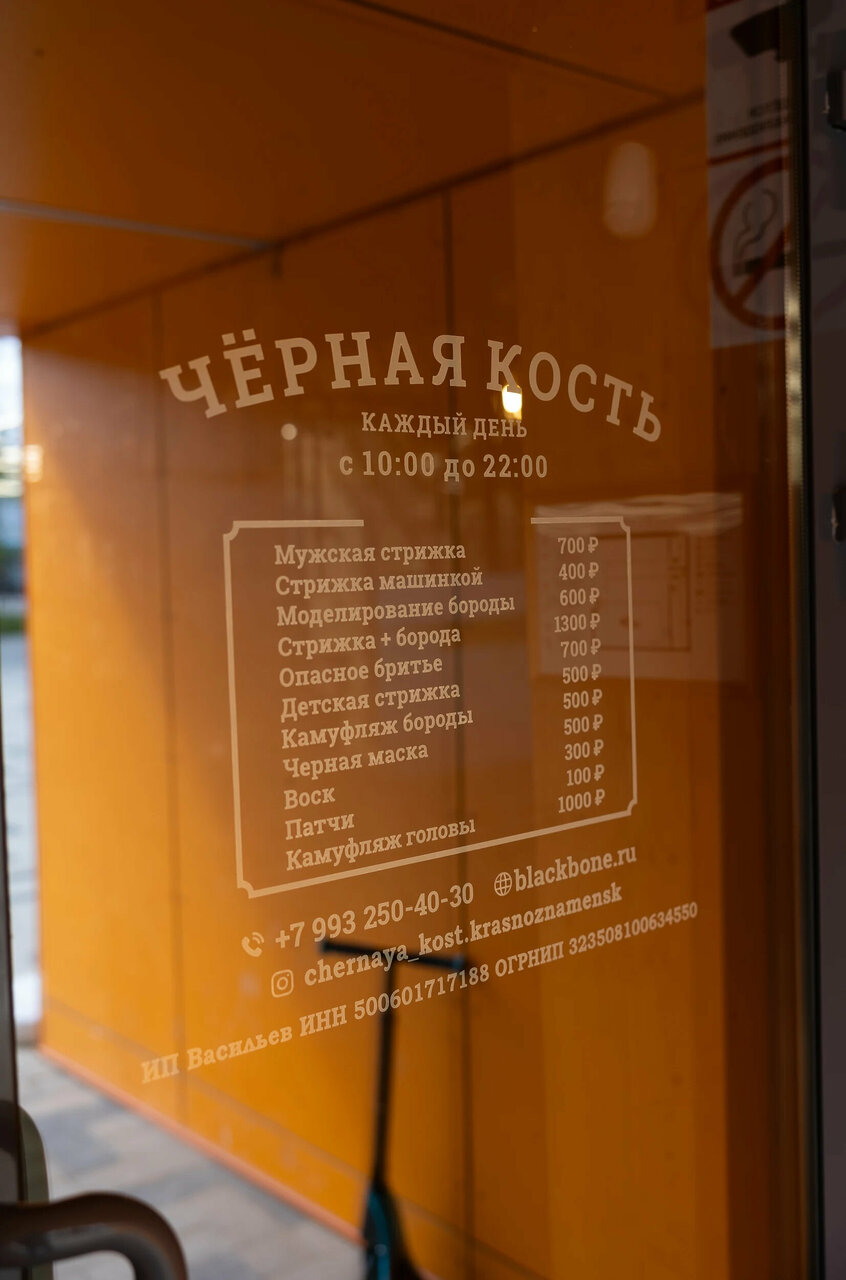 ЧЁРНАЯ КОСТЬ
КАЖДЫЙ ДЕНЬ
с 10:00 до 22:00
Мужская стрижка 700 ₽
Стрижка машинкой 400 ₽
Моделирование бороды 600 ₽
Стрижка + борода 1300 ₽
Опасное бритье 700 ₽
Детская стрижка 500 ₽
Камуфляж бороды 500 ₽
Черная маска 500 ₽
Воск 300 ₽
Патчи 100 ₽
Камуфляж головы 1000 ₽
+7 993 250-40-30 blackbone.ru
chernaya_kost.krasnoznamensk
ИП Васильев ИНН 500601717188 ОГРНИП 323508100634550